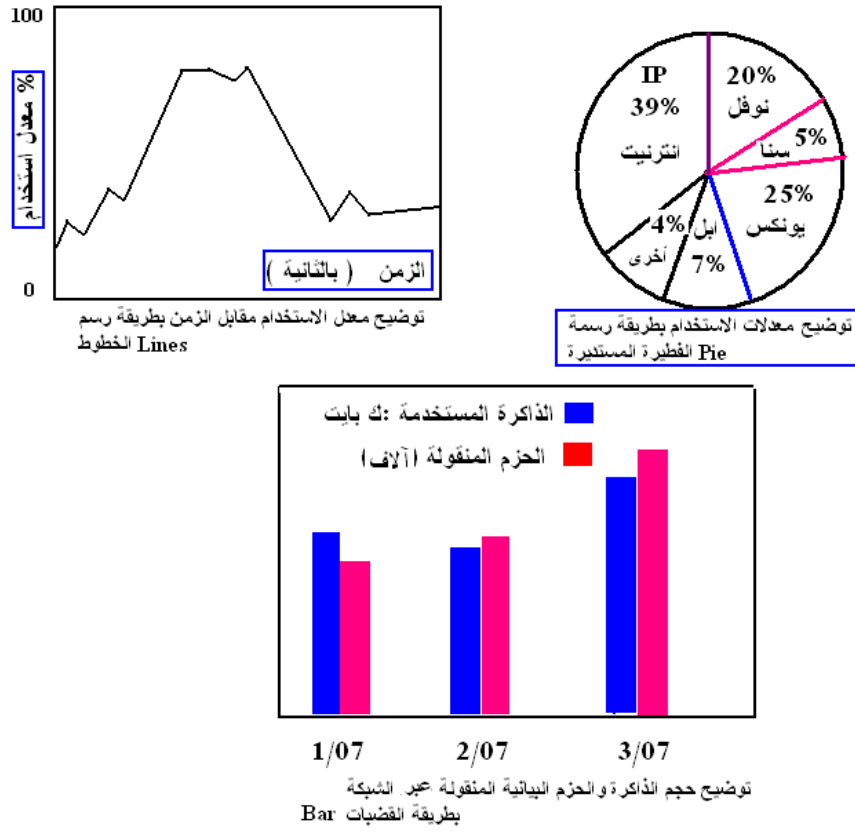 100
معدل استخدام %
0
الزمن ( بالثانية )
توضيح معدل الاستخدام مقابل الزمن بطريقة رسم
الخطوط Lines
IP
39%
انترنيت
20%
نوفل
5%
سنا
25%
يونكس
ابل
7%
4%
أخرى
توضيح معدلات الاستخدام بطريقة رسمة
الفطيرة المستديرة Pie
الذاكرة المستخدمة :ك بايت
الحزم المنقولة (آلاف)
1/07 2/07 3/07
توضيح حجم الذاكرة والحزم البيانية المنقولة عبر الشبكة
بطريقة القضبات Bar